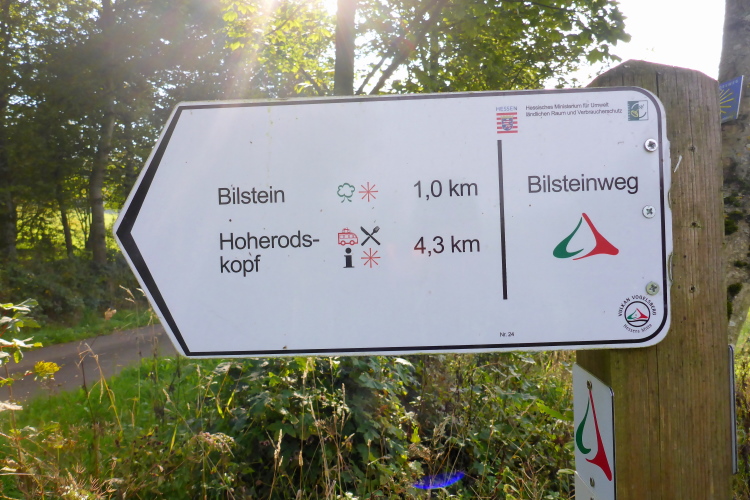 HESSEN
Hessisches Ministerium für Umwelt
ländlichen Raum und Verbraucherschutz
Bilstein 1,0 km
Hoherods-
kopf 4,3 km
Bilsteinweg
Nr. 24
VULKAN VOGELSBERG